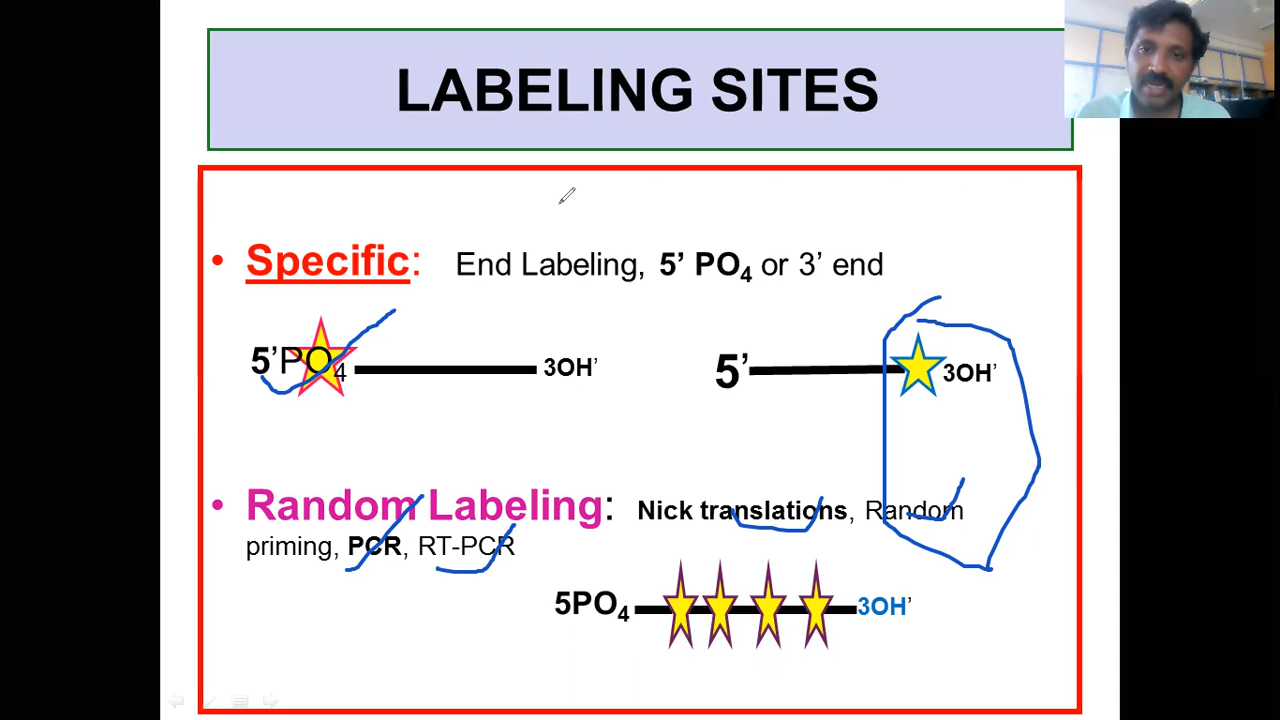 LABELING SITES
• Specific: End Labeling, 5’ PO4 or 3’ end
5’PO4 3OH’ 5’ 3OH’
• Random Labeling: Nick translations, Random
priming, PCR, RT-PCR
5PO4 3OH’